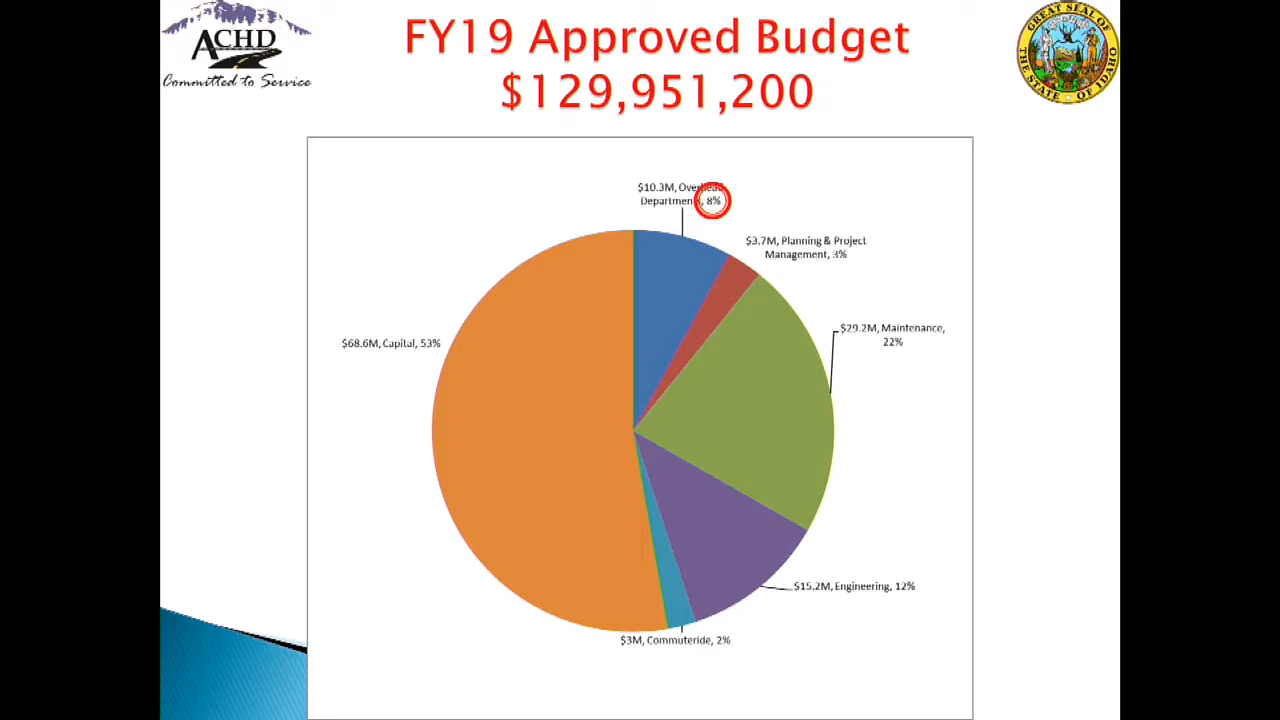 ACHD
Committed to Service
FY19 Approved Budget
$129,951,200
GREAT SEAL OF THE STATE OF IDAHO
$10.3M, Overhead
Departments, 8%
$3.7M, Planning & Project
Management, 3%
$29.2M, Maintenance,
22%
$68.6M, Capital, 53%
$15.2M, Engineering, 12%
$3M, Commuteride, 2%